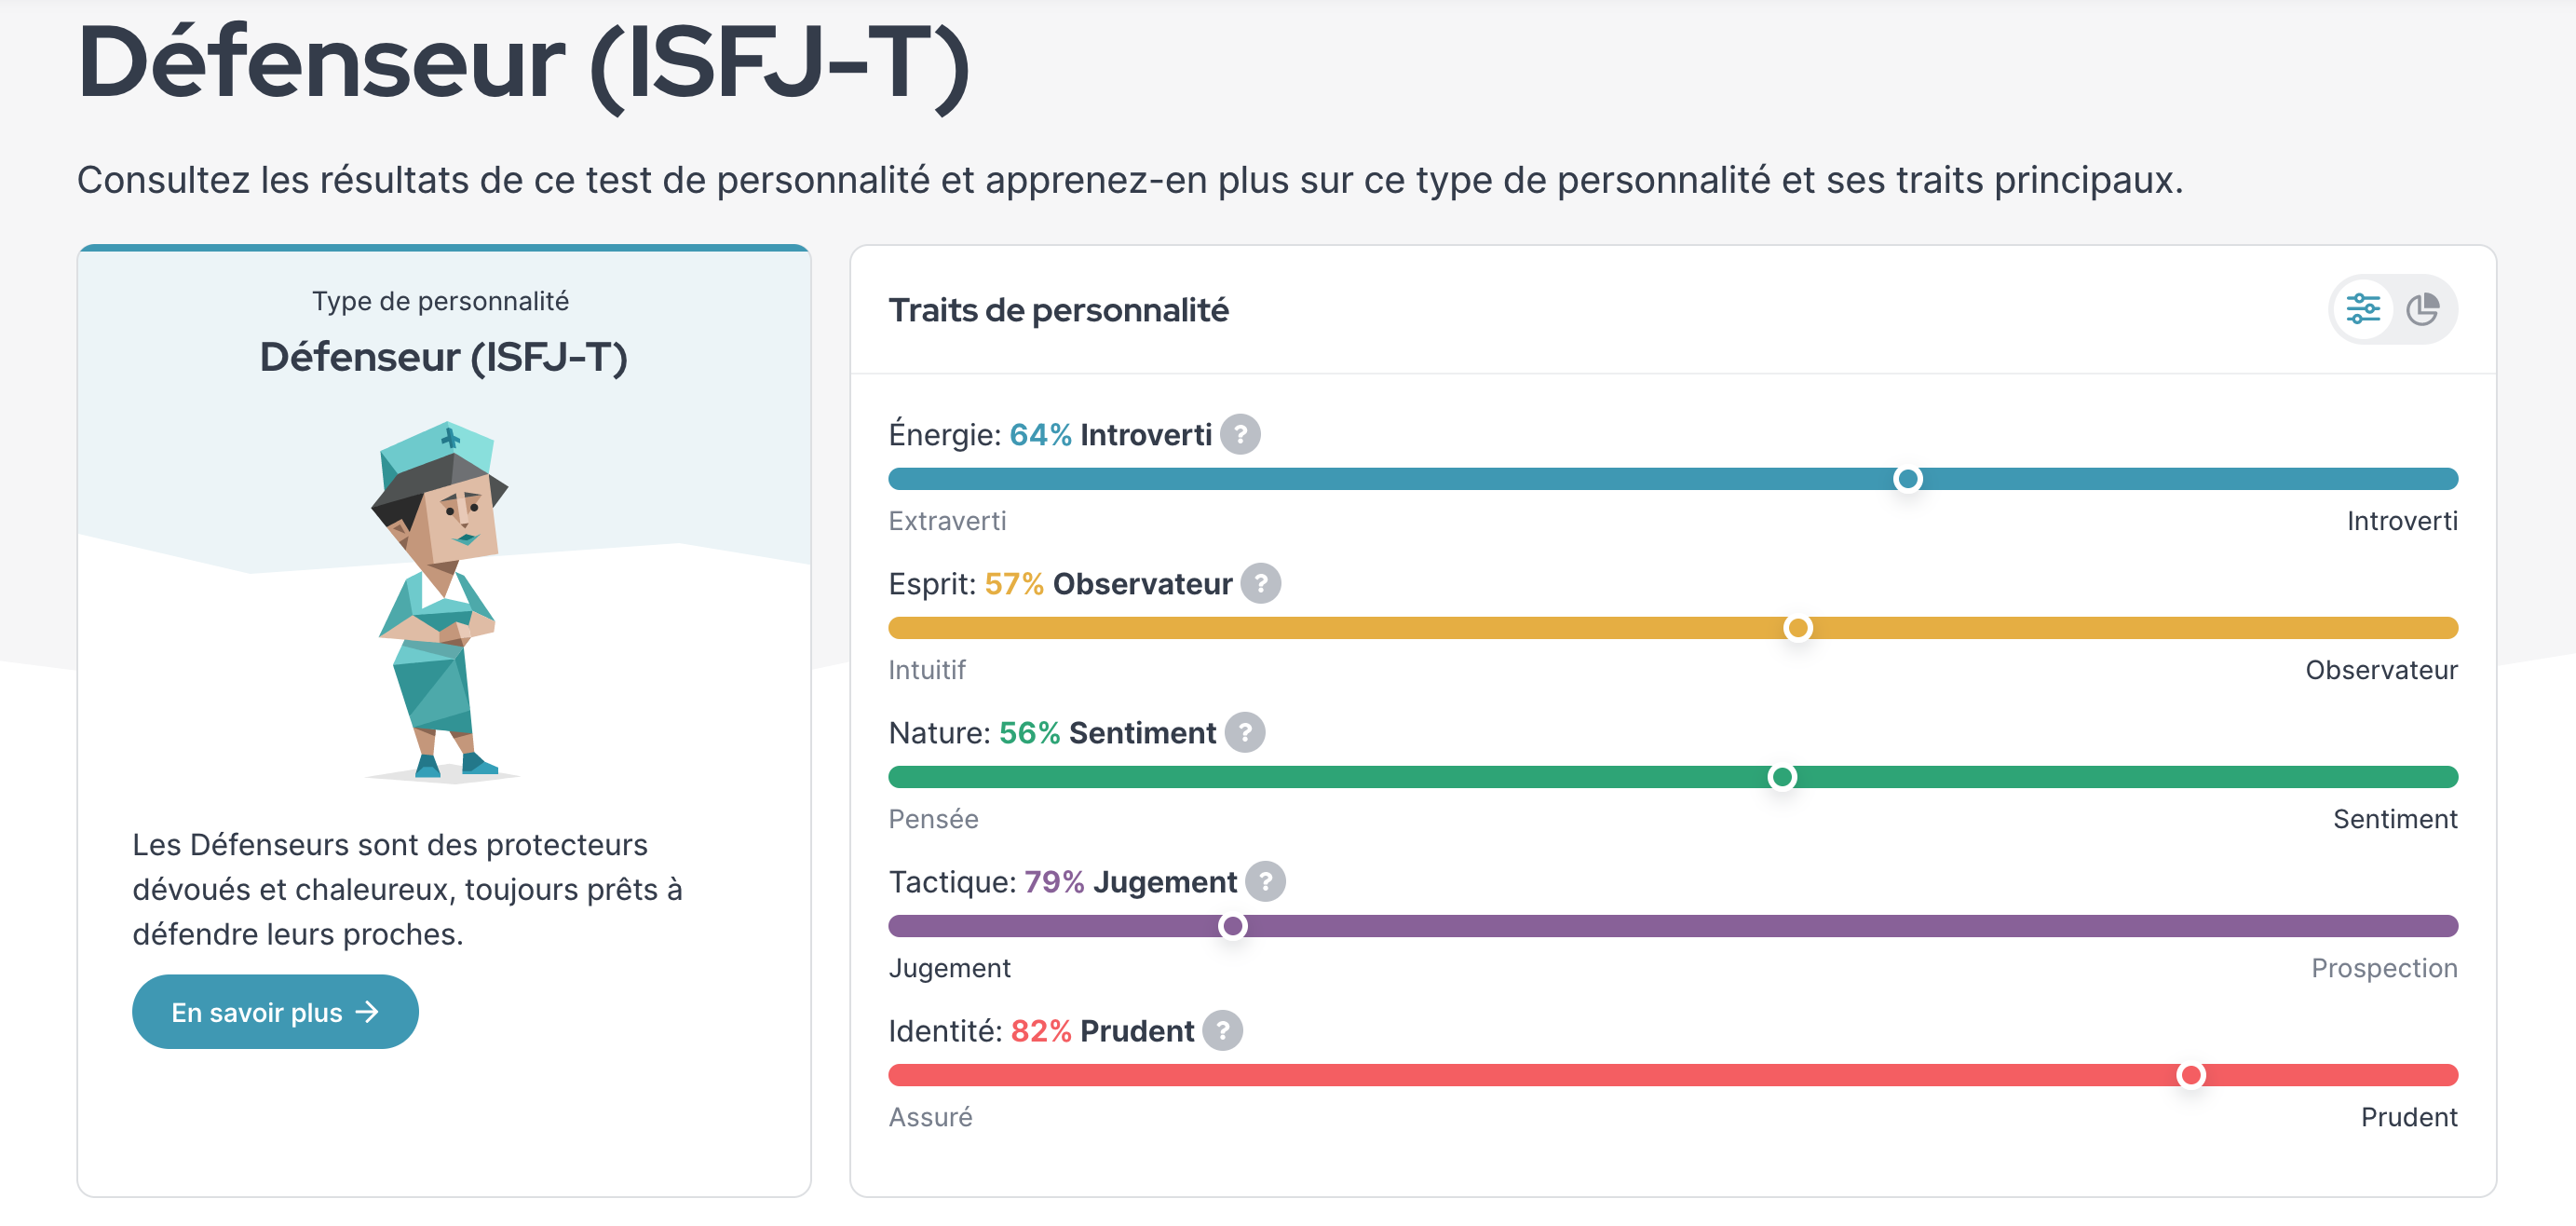 Défenseur (ISFJ-T)
Consultez les résultats de ce test de personnalité et apprenez-en plus sur ce type de personnalité et ses traits principaux.
Type de personnalité
Défenseur (ISFJ-T)
Les Défenseurs sont des protecteurs
dévoués et chaleureux, toujours prêts à
défendre leurs proches.
En savoir plus →
Traits de personnalité
Énergie: 64% Introverti ?
Extraverti Introverti
Esprit: 57% Observateur ?
Intuitif Observateur
Nature: 56% Sentiment ?
Pensée Sentiment
Tactique: 79% Jugement ?
Jugement Prospection
Identité: 82% Prudent ?
Assuré Prudent